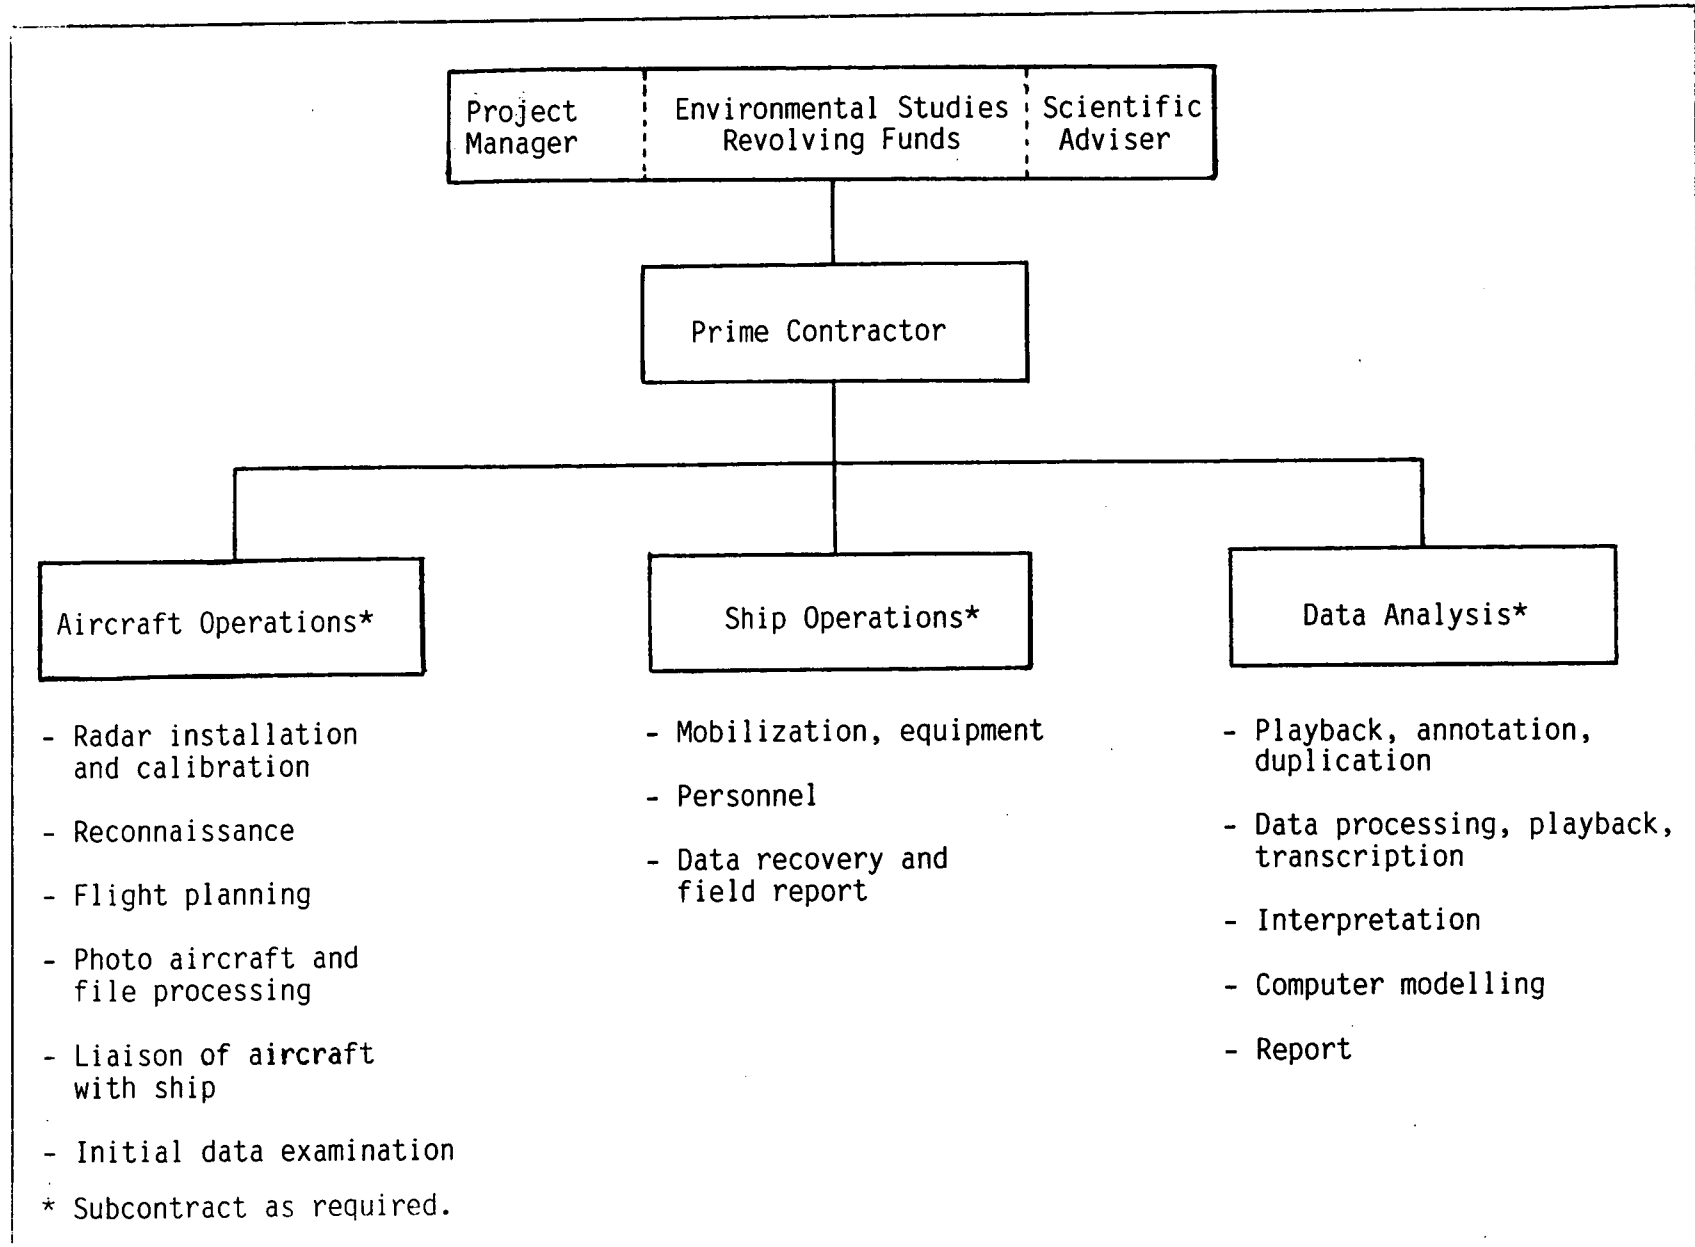 Project
Manager
Environmental Studies
Revolving Funds
Scientific
Adviser
Prime Contractor
Aircraft Operations*
- Radar installation
and calibration
- Reconnaissance
- Flight planning
- Photo aircraft and
file processing
- Liaison of aircraft
with ship
- Initial data examination
Ship Operations*
- Mobilization, equipment
- Personnel
- Data recovery and
field report
Data Analysis*
- Playback, annotation,
duplication
- Data processing, playback,
transcription
- Interpretation
- Computer modelling
- Report
* Subcontract as required.